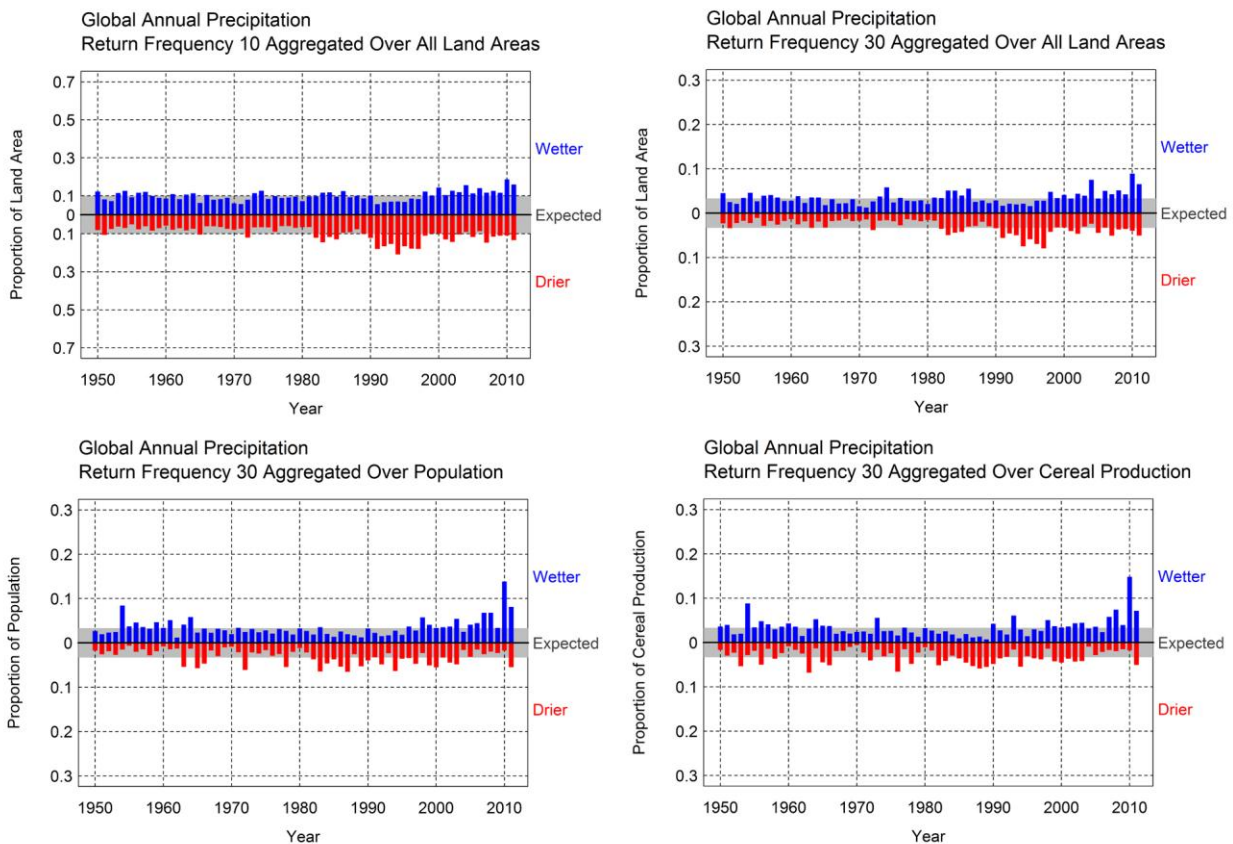 Global Annual Precipitation
Return Frequency 10 Aggregated Over All Land Areas
0.7
0.5
0.3
0.1
0
0.1
0.3
0.5
0.7
Proportion of Land Area
Wetter
Expected
Drier
1950 1960 1970 1980 1990 2000 2010
Year
Global Annual Precipitation
Return Frequency 30 Aggregated Over All Land Areas
0.3
0.2
0.1
0
0.1
0.2
0.3
Proportion of Land Area
Wetter
Expected
Drier
1950 1960 1970 1980 1990 2000 2010
Year
Global Annual Precipitation
Return Frequency 30 Aggregated Over Population
0.3
0.2
0.1
0
0.1
0.2
0.3
Proportion of Population
Wetter
Expected
Drier
1950 1960 1970 1980 1990 2000 2010
Year
Global Annual Precipitation
Return Frequency 30 Aggregated Over Cereal Production
0.3
0.2
0.1
0
0.1
0.2
0.3
Proportion of Cereal Production
Wetter
Expected
Drier
1950 1960 1970 1980 1990 2000 2010
Year